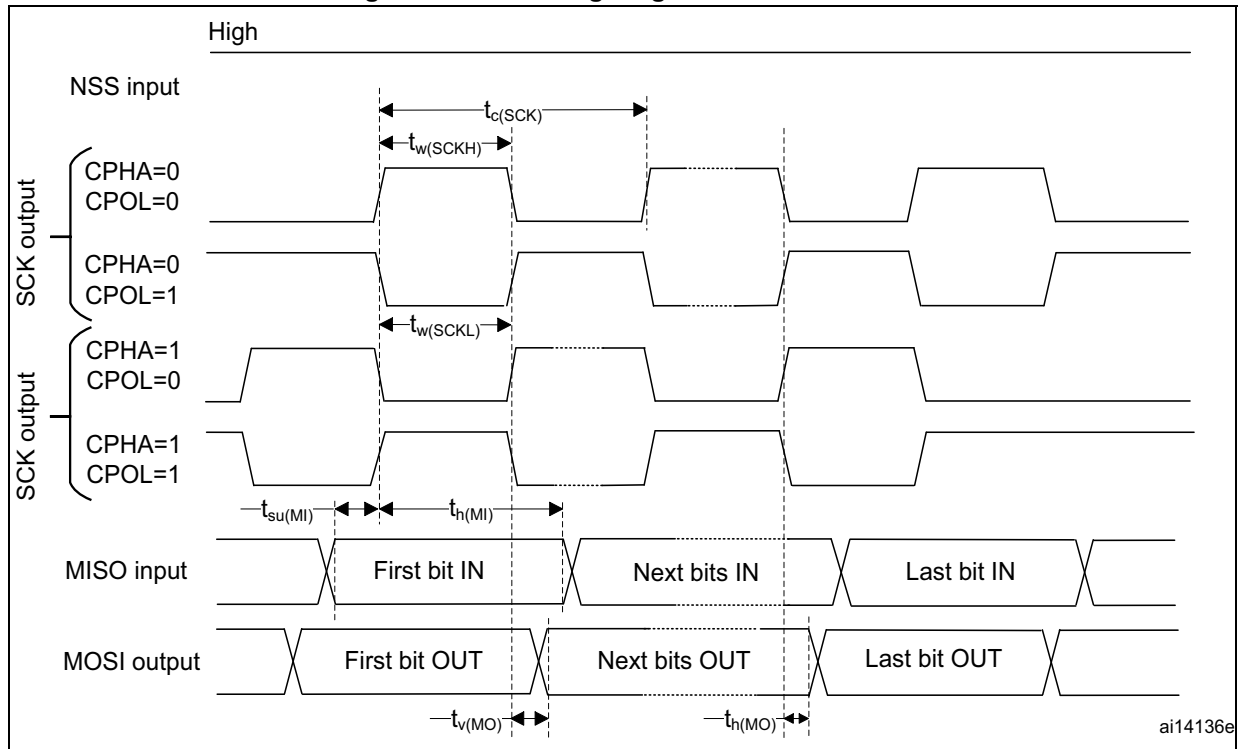 High
NSS input
tc(SCK)
tw(SCKH)
SCK output
CPHA=0
CPOL=0
CPHA=0
CPOL=1
tw(SCKL)
SCK output
CPHA=1
CPOL=0
CPHA=1
CPOL=1
tsu(MI)
th(MI)
MISO input
First bit IN
Next bits IN
Last bit IN
MOSI output
First bit OUT
Next bits OUT
Last bit OUT
tv(MO)
th(MO)
ai14136e